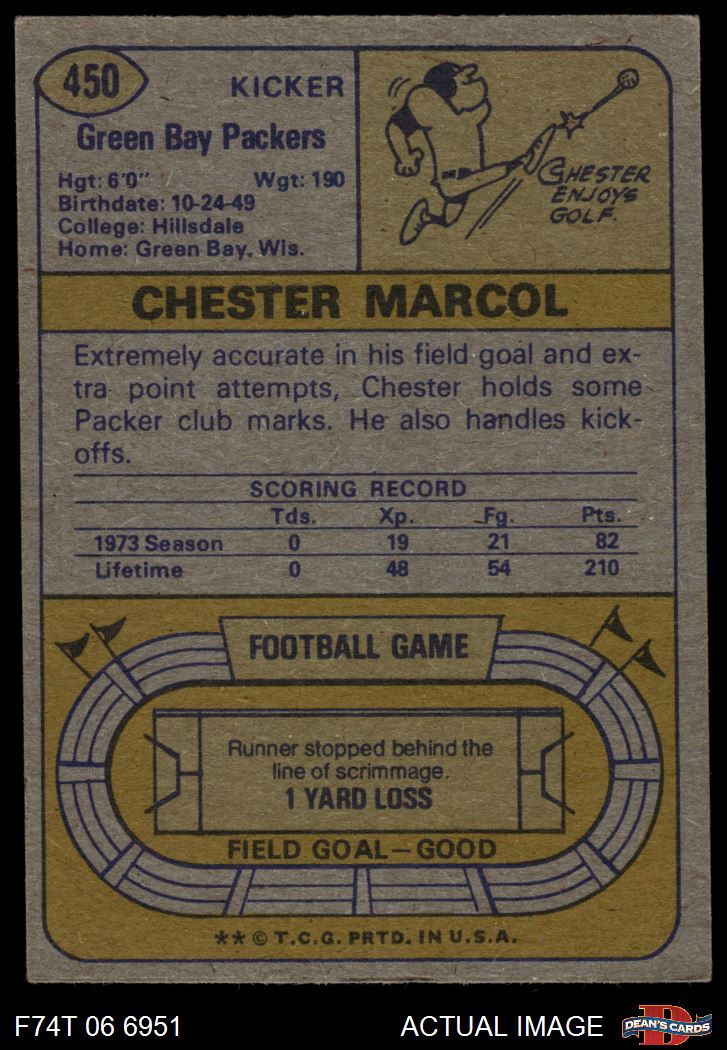 450
KICKER
Green Bay Packers
Hgt: 6'0" Wgt: 190
Birthdate: 10-24-49
College: Hillsdale
Home: Green Bay, Wis.
CHESTER
ENJOYS
GOLF.
CHESTER MARCOL
Extremely accurate in his field goal and ex-
tra point attempts, Chester holds some
Packer club marks. He also handles kick-
offs.
SCORING RECORD
Tds. Xp. Fg. Pts.
1973 Season 0 19 21 82
Lifetime 0 48 54 210
FOOTBALL GAME
Runner stopped behind the
line of scrimmage.
1 YARD LOSS
FIELD GOAL—GOOD
** © T.C.G. PRTD. IN U.S.A.
F74T 06 6951 ACTUAL IMAGE
D
DEAN'S CARDS